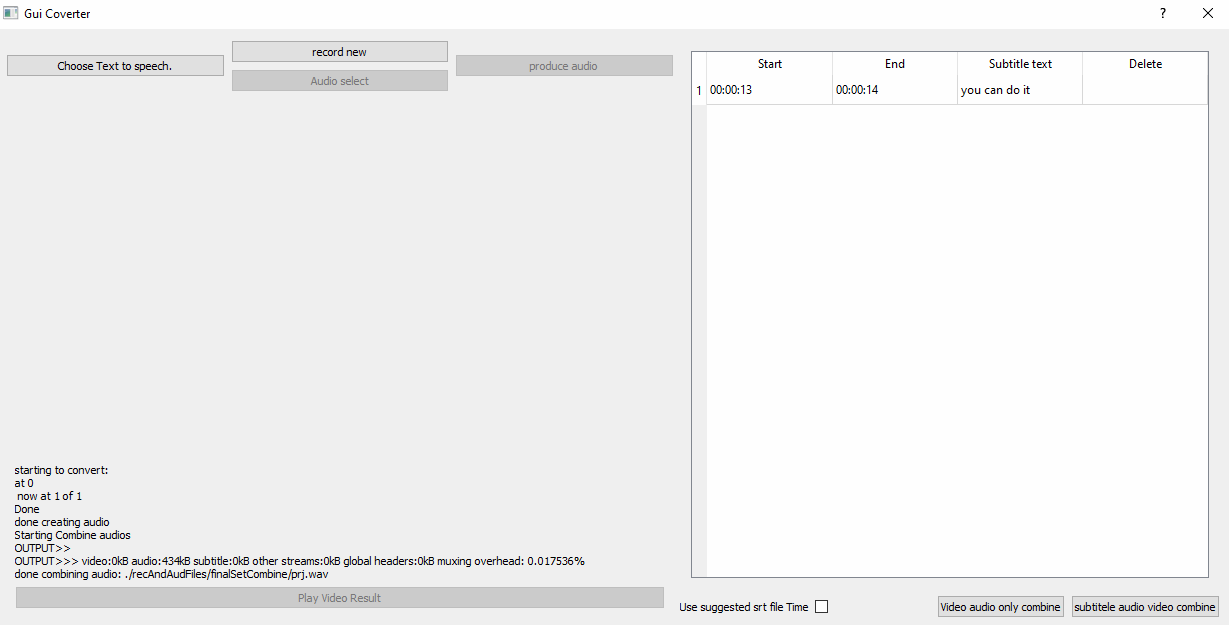 Gui Coverter
?
Choose Text to speech.
record new
Audio select
produce audio
Start End Subtitle text Delete
1 00:00:13 00:00:14 you can do it
starting to convert:
at 0
now at 1 of 1
Done
done creating audio
Starting Combine audios
OUTPUT>>
OUTPUT>>> video:0kB audio:434kB subtitle:0kB other streams:0kB global headers:0kB muxing overhead: 0.017536%
done combining audio: ./recAndAudFiles/finalSetCombine/prj.wav
Play Video Result
Use suggested srt file Time
Video audio only combine
subtitele audio video combine